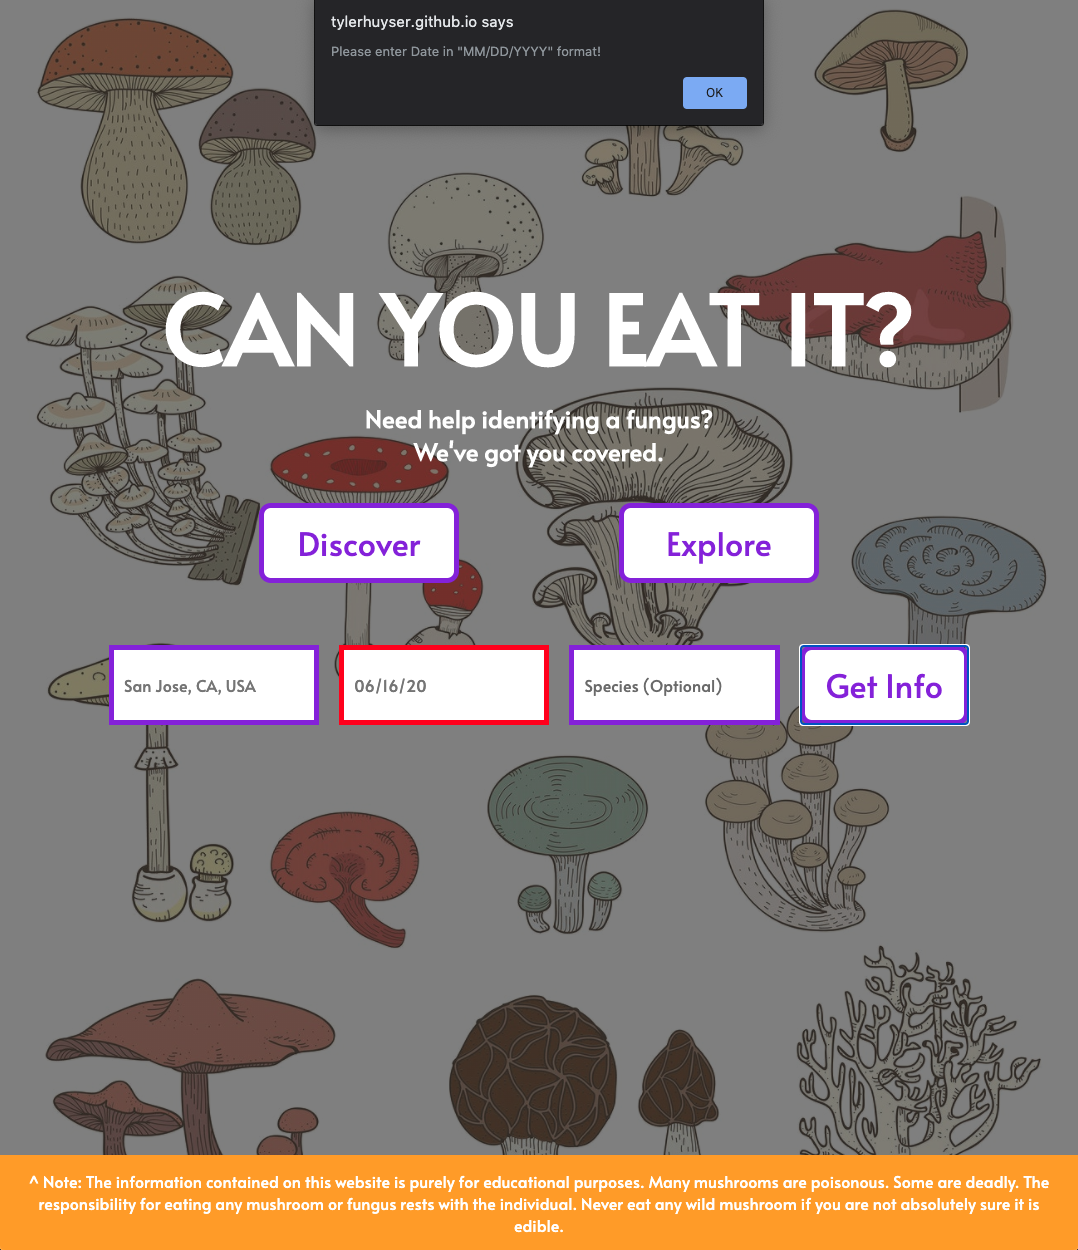 tylerhuyser.github.io says
Please enter Date in "MM/DD/YYYY" format!
OK
CAN YOU EAT IT?
Need help identifying a fungus?
We've got you covered.
Discover
Explore
San Jose, CA, USA
06/16/20
Species (Optional)
Get Info
^ Note: The information contained on this website is purely for educational purposes. Many mushrooms are poisonous. Some are deadly. The
responsibility for eating any mushroom or fungus rests with the individual. Never eat any wild mushroom if you are not absolutely sure it is
edible.